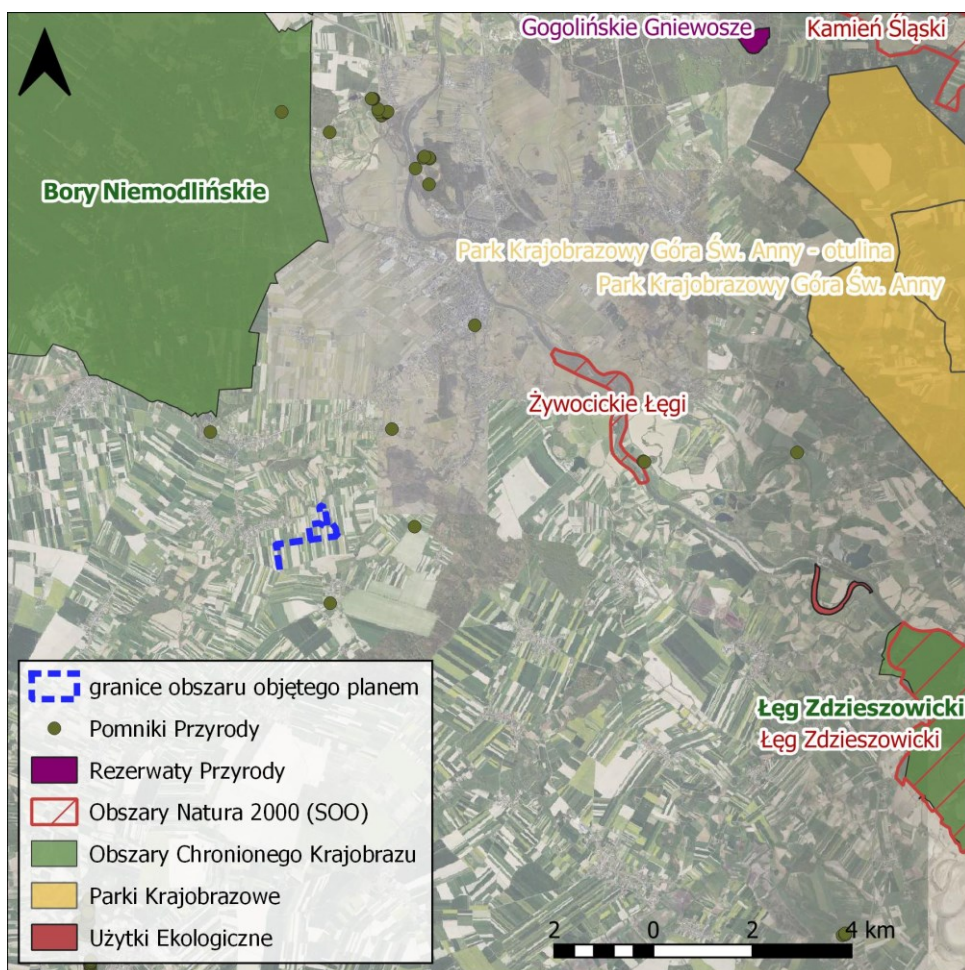 Gogolińskie Gniewosze
Kamień Śląski
Bory Niemodlińskie
Park Krajobrazowy Góra Św. Anny - otulina
Park Krajobrazowy Góra Św. Anny
Żywocickie Łęgi
Łęg Zdzieszowicki
Łęg Zdzieszowicki
granice obszaru objętego planem
Pomniki Przyrody
Rezerwaty Przyrody
Obszary Natura 2000 (SOO)
Obszary Chronionego Krajobrazu
Parki Krajobrazowe
Użytki Ekologiczne
2 0 2 4 km